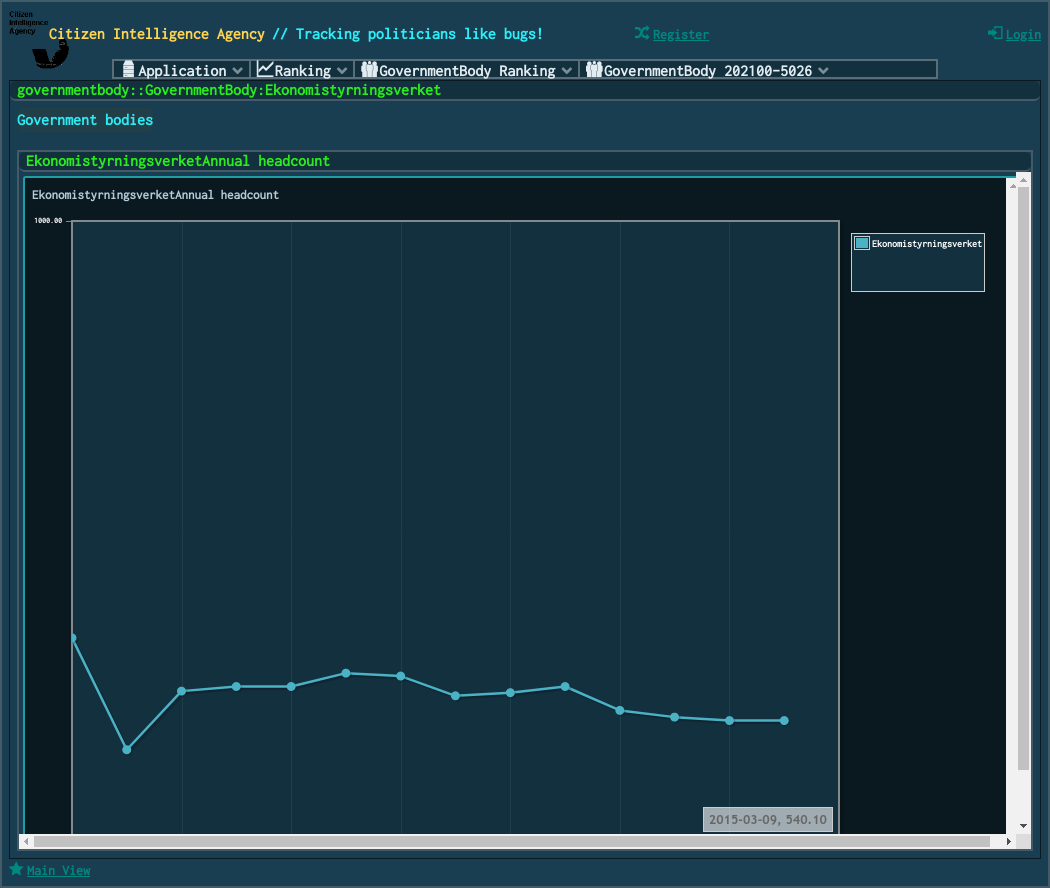 Citizen
Intelligence
Agency
Citizen Intelligence Agency // Tracking politicians like bugs!
Register
Login
Application
Ranking
GovernmentBody Ranking
GovernmentBody 202100-5026
governmentbody::GovernmentBody:Ekonomistyrningsverket
Government bodies
EkonomistyrningsverketAnnual headcount
EkonomistyrningsverketAnnual headcount
1000.00
Ekonomistyrningsverket
2015-03-09, 540.10
Main View